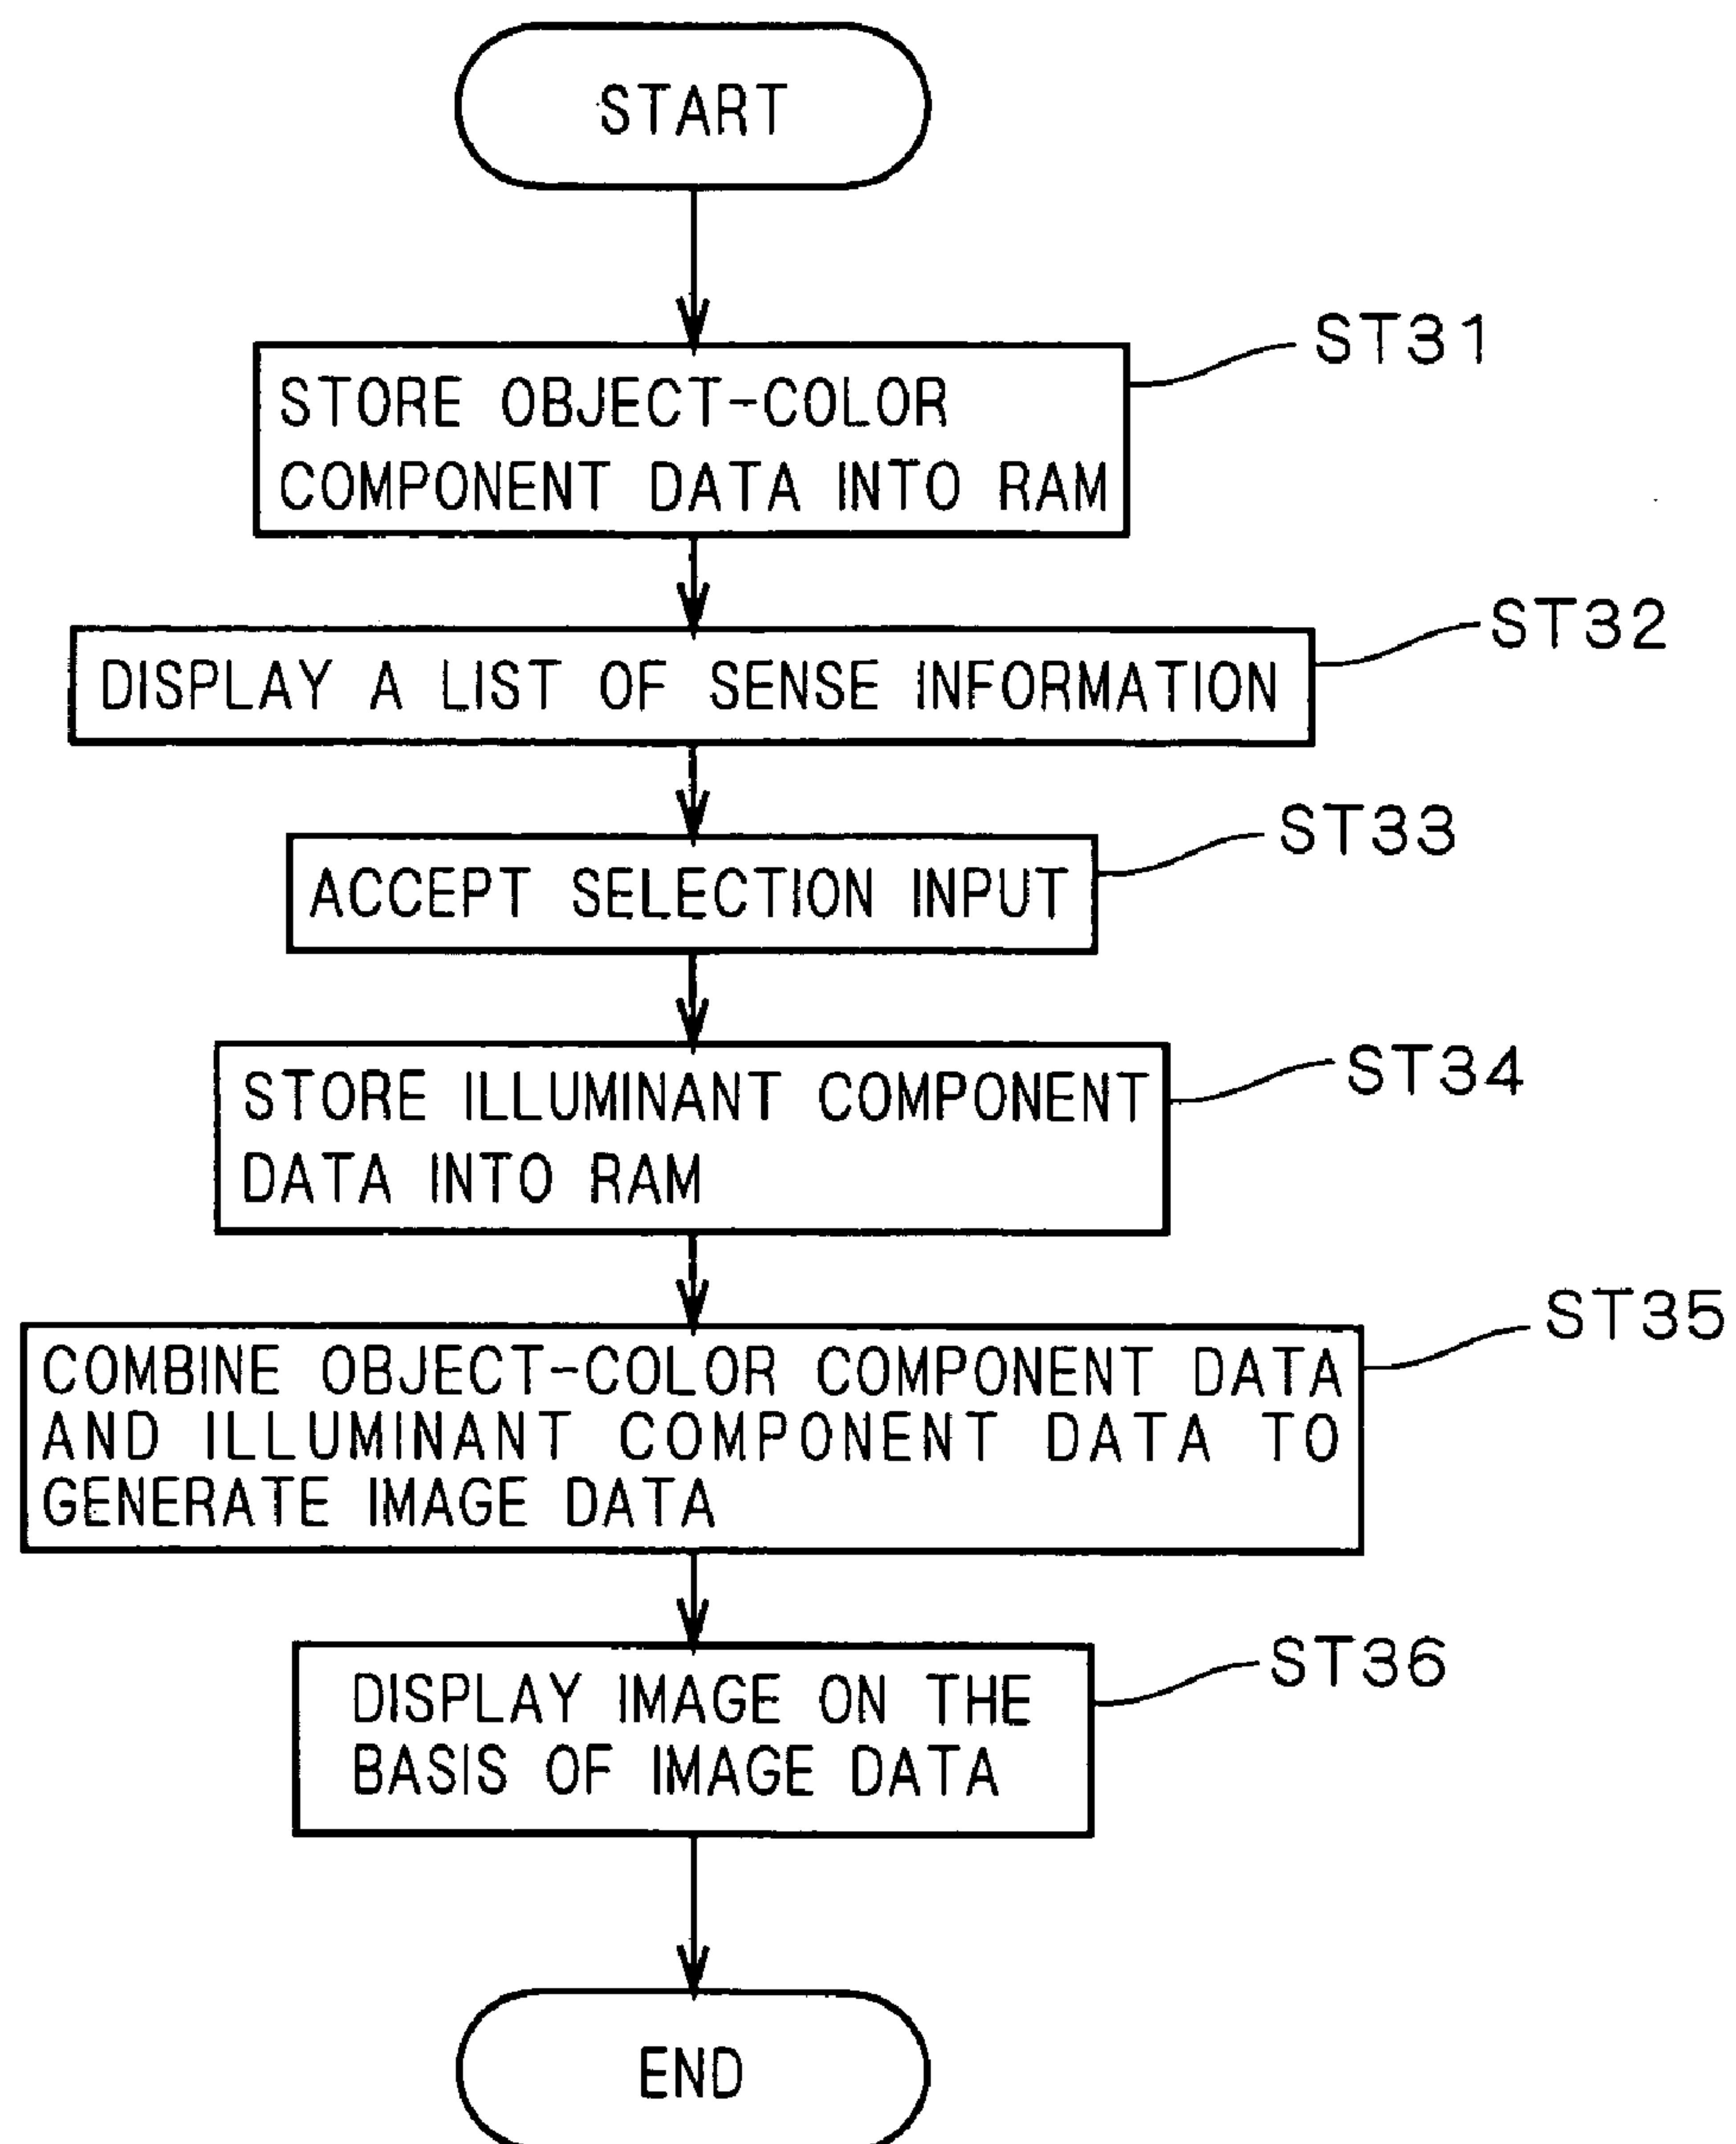 START
ST31
STORE OBJECT-COLOR
COMPONENT DATA INTO RAM
ST32
DISPLAY A LIST OF SENSE INFORMATION
ST33
ACCEPT SELECTION INPUT
ST34
STORE ILLUMINANT COMPONENT
DATA INTO RAM
ST35
COMBINE OBJECT-COLOR COMPONENT DATA
AND ILLUMINANT COMPONENT DATA TO
GENERATE IMAGE DATA
ST36
DISPLAY IMAGE ON THE
BASIS OF IMAGE DATA
END